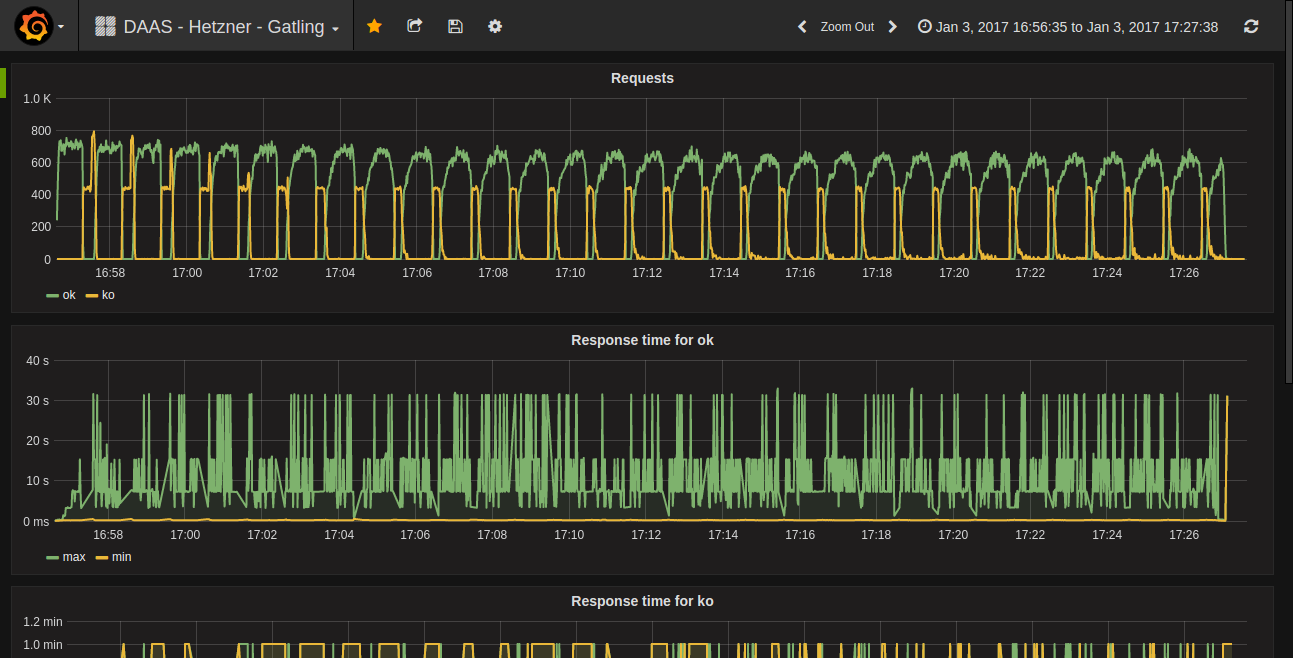 DAAS - Hetzner - Gatling
Zoom Out
Jan 3, 2017 16:56:35 to Jan 3, 2017 17:27:38
Requests
1.0 K
800
600
400
200
0
16:58 17:00 17:02 17:04 17:06 17:08 17:10 17:12 17:14 17:16 17:18 17:20 17:22 17:24 17:26
ok ko
Response time for ok
40 s
30 s
20 s
10 s
0 ms
16:58 17:00 17:02 17:04 17:06 17:08 17:10 17:12 17:14 17:16 17:18 17:20 17:22 17:24 17:26
max min
Response time for ko
1.2 min
1.0 min